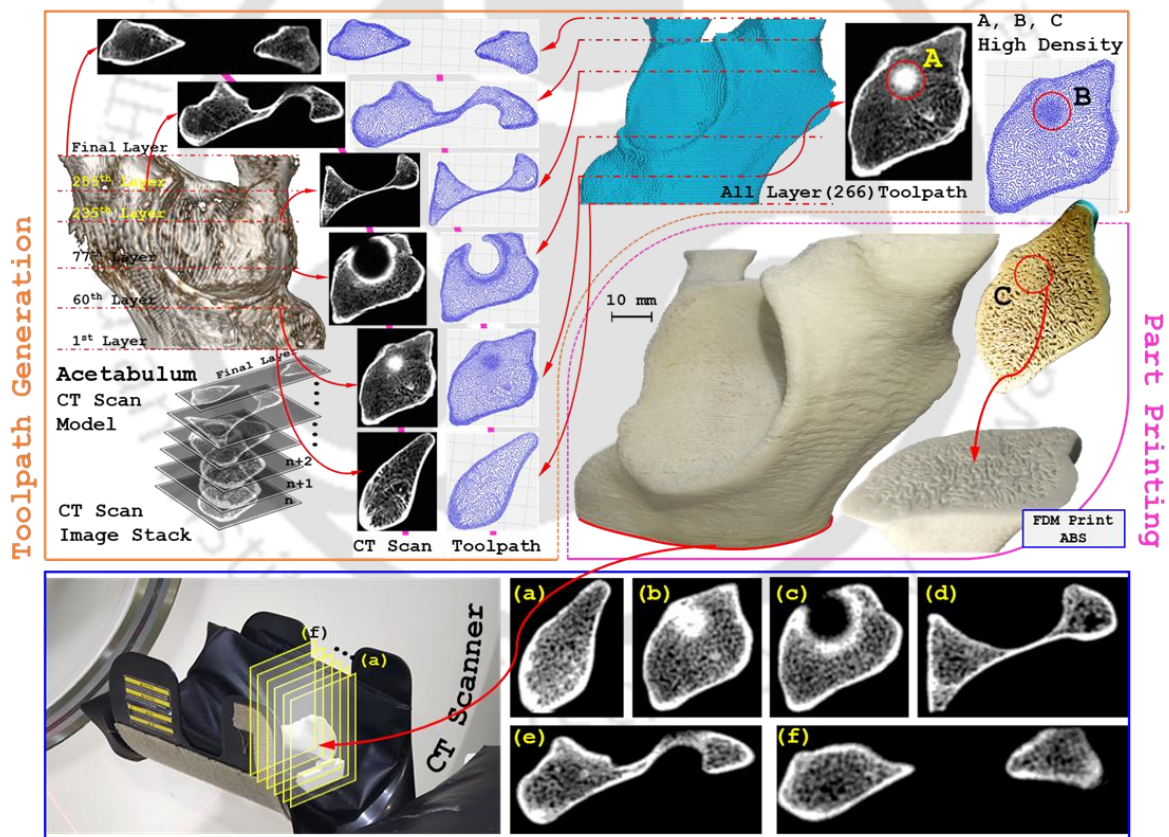 Toolpath Generation
Final Layer
255th Layer
235th Layer
77th Layer
60th Layer
1st Layer
Acetabulum
CT Scan
Model
Final Layer
n+2
n+1
n
CT Scan
Image Stack
CT Scan
Toolpath
All Layer(266)Toolpath
A
A, B, C
High Density
B
Part Printing
10 mm
C
FDM Print
ABS
(f)
(a)
CT Scanner
(a)
(b)
(c)
(d)
(e)
(f)